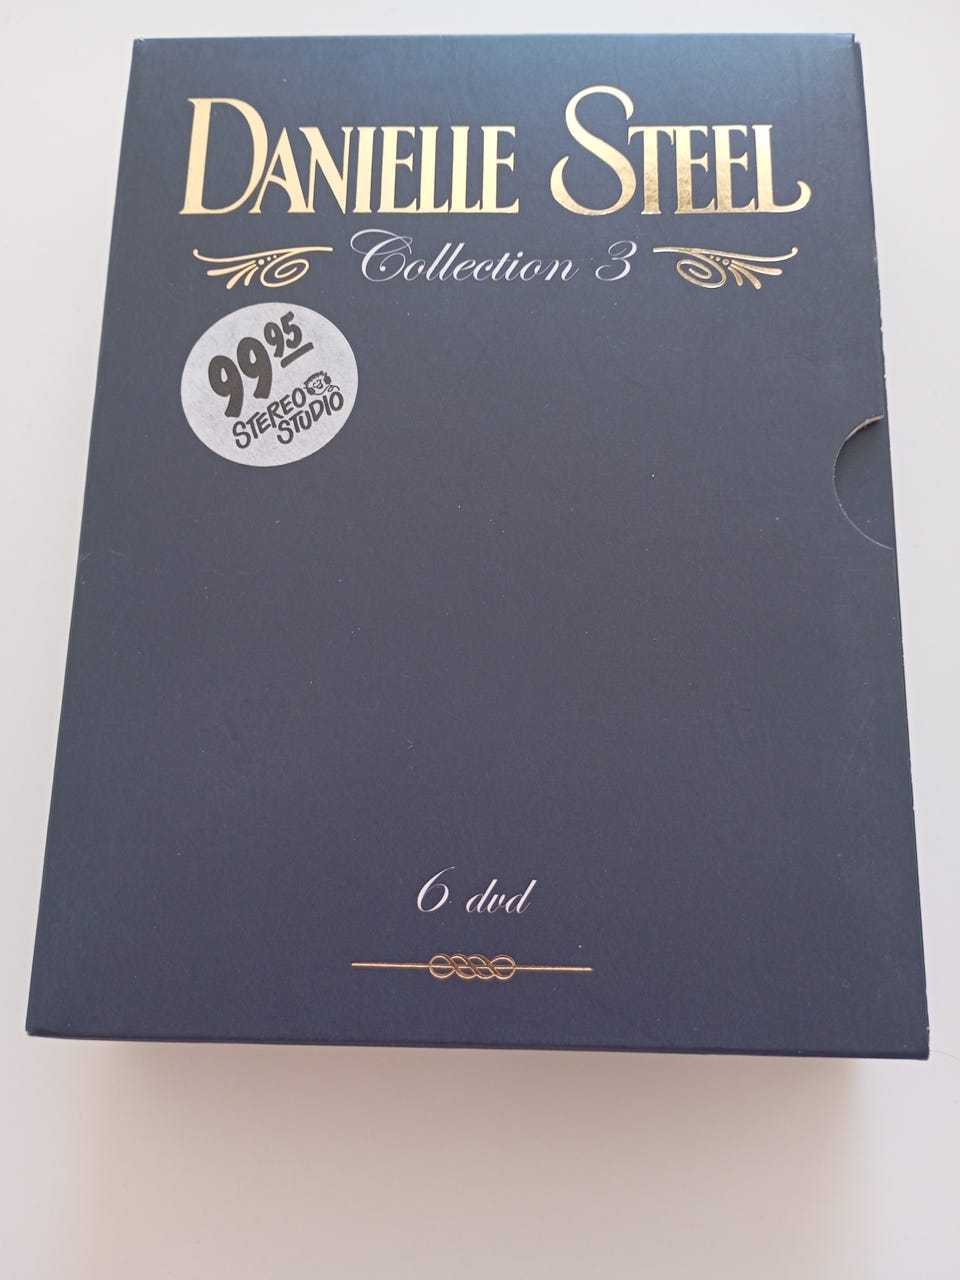 DANIELLE STEEL
Collection 3
99 95
STEREO
STUDIO
6 dvd